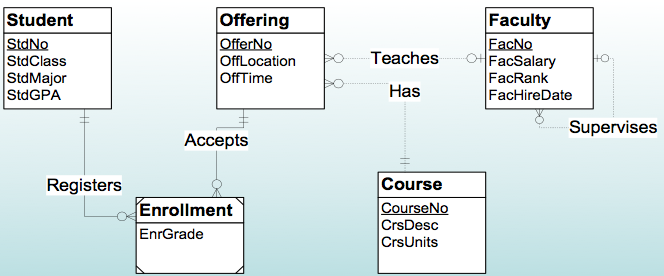 Student
StdNo
StdClass
StdMajor
StdGPA
Offering
OfferNo
OffLocation
OffTime
Teaches
Has
Faculty
FacNo
FacSalary
FacRank
FacHireDate
Supervises
Accepts
Registers
Enrollment
EnrGrade
Course
CourseNo
CrsDesc
CrsUnits